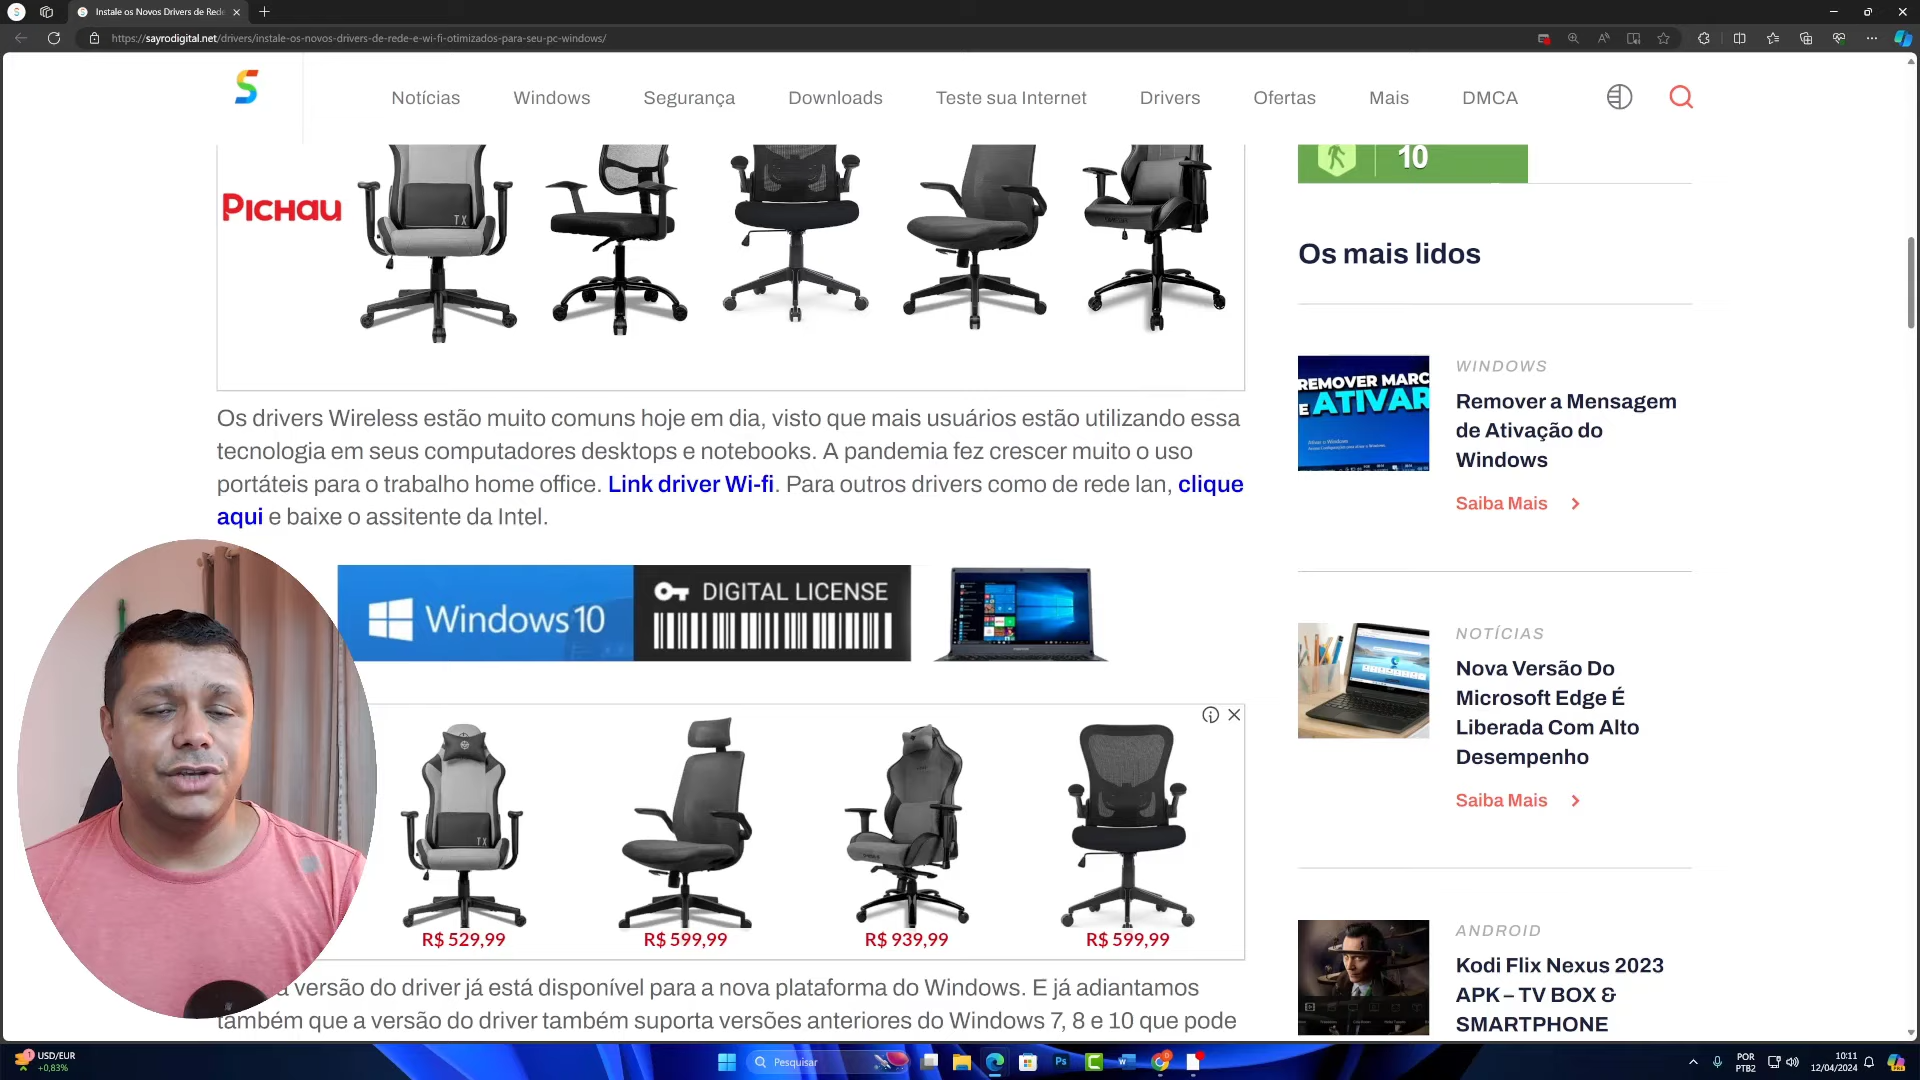 Instale os Novos Drivers de Rede
https://sayrodigital.net/drivers/instale-os-novos-drivers-de-rede-e-wi-fi-otimizados-para-seu-pc-windows/
S
Notícias
Windows
Segurança
Downloads
Teste sua Internet
Drivers
Ofertas
Mais
DMCA
PICHAU
TX
10
Os mais lidos
Os drivers Wireless estão muito comuns hoje em dia, visto que mais usuários estão utilizando essa
tecnologia em seus computadores desktops e notebooks. A pandemia fez crescer muito o uso
portáteis para o trabalho home office. Link driver Wi-fi. Para outros drivers como de rede lan, clique
aqui e baixe o assitente da Intel.
Windows 10
DIGITAL LICENSE
TX
R$ 529,99
R$ 599,99
R$ 939,99
R$ 599,99
a versão do driver já está disponível para a nova plataforma do Windows. E já adiantamos
também que a versão do driver também suporta versões anteriores do Windows 7, 8 e 10 que pode
REMOVER MARC
E ATIVAR
Ativar o Windows
WINDOWS
Remover a Mensagem
de Ativação do
Windows
Saiba Mais
NOTÍCIAS
Nova Versão Do
Microsoft Edge É
Liberada Com Alto
Desempenho
Saiba Mais
ANDROID
Kodi Flix Nexus 2023
APK – TV BOX &
SMARTPHONE
USD/EUR
+0,83%
Pesquisar
POR
PTB2
10:11
12/04/2024